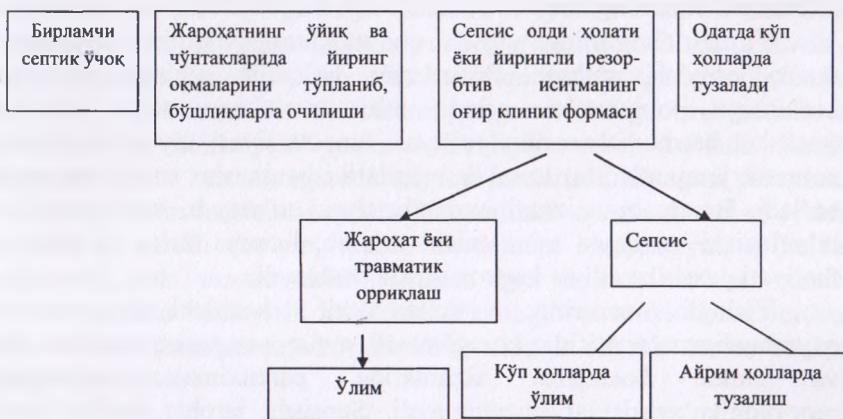 Бирламчи
септик ўчоқ
Жароҳатнинг ўйиқ ва
чўнтакларида йиринг
оқмаларини тўпланиб,
бўшлиқларга очилиши
Сепсис олди ҳолати
ёки йирингли резор-
бтив иситманинг
оғир клиник формаси
Одатда кўп
ҳолларда
тузалади
Жароҳат ёки
травматик
орриқлаш
Сепсис
ўлим
Кўп ҳолларда
ўлим
Айрим ҳолларда
тузалиш